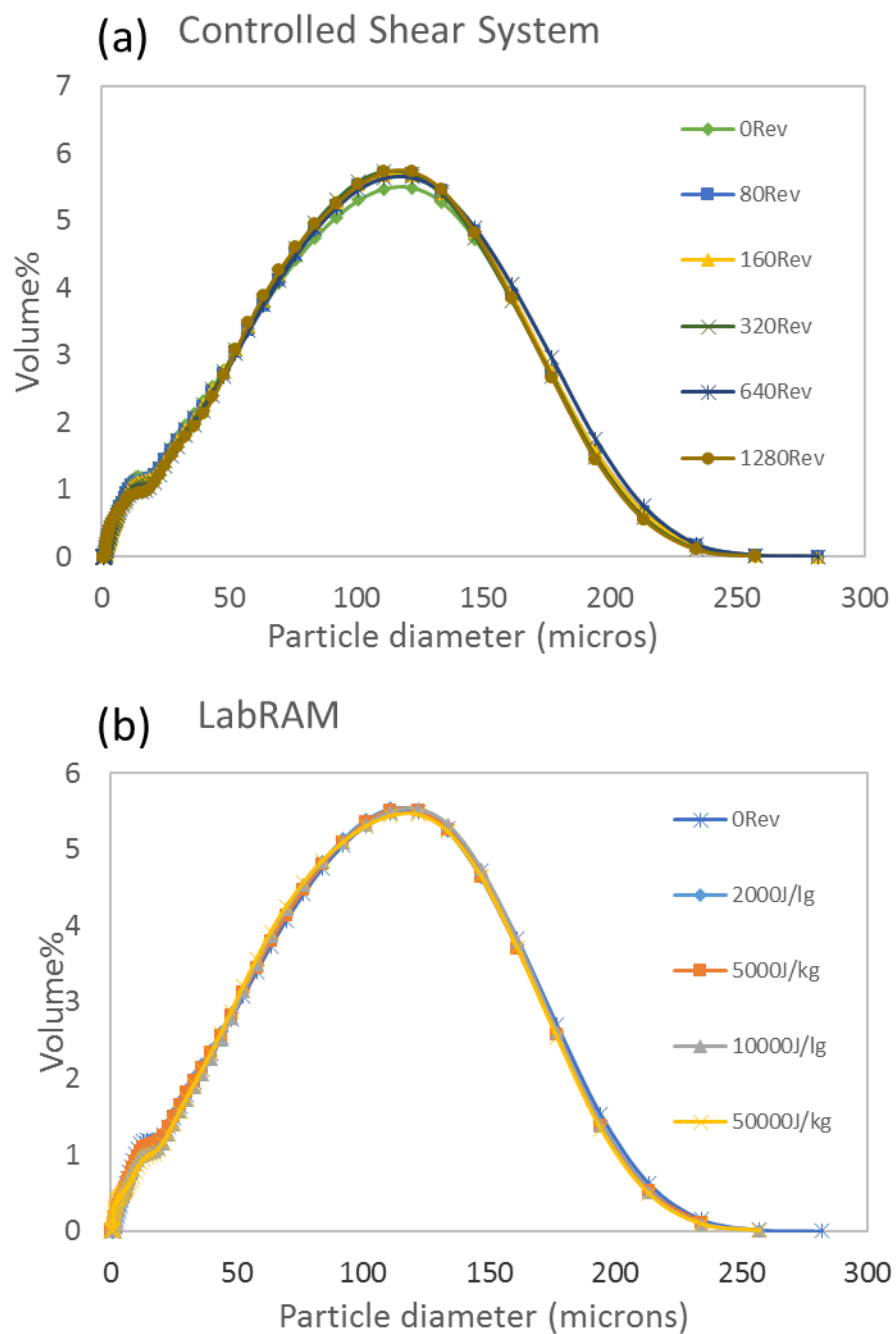 (a) Controlled Shear System
7
6
5
4
3
2
1
0
Volume%
0 50 100 150 200 250 300
Particle diameter (micros)
0Rev
80Rev
160Rev
320Rev
640Rev
1280Rev
(b) LabRAM
6
5
4
3
2
1
0
Volume%
0 50 100 150 200 250 300
Particle diameter (microns)
0Rev
2000J/lg
5000J/kg
10000J/lg
50000J/kg